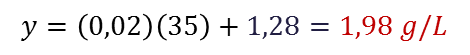 y = (0,02)(35) + 1,28 = 1,98 g/L